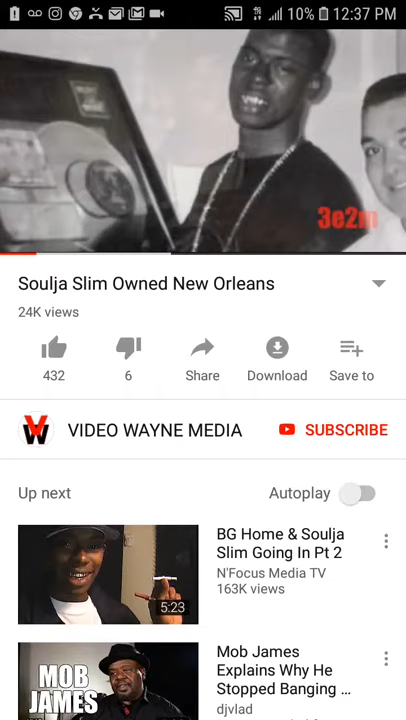 10% 12:37 PM
3e2m
Soulja Slim Owned New Orleans
24K views
432
6
Share
Download
Save to
VW
VIDEO WAYNE MEDIA
SUBSCRIBE
Up next
Autoplay
5:23
BG Home & Soulja
Slim Going In Pt 2
N'Focus Media TV
163K views
MOB
JAMES
Mob James
Explains Why He
Stopped Banging ...
djvlad